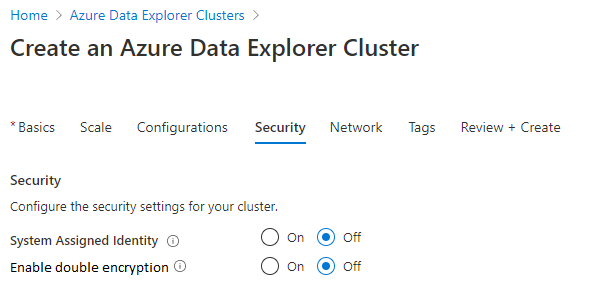 Home > Azure Data Explorer Clusters >
Create an Azure Data Explorer Cluster
* Basics Scale Configurations Security Network Tags Review + Create
Security
Configure the security settings for your cluster.
System Assigned Identity On Off
Enable double encryption On Off